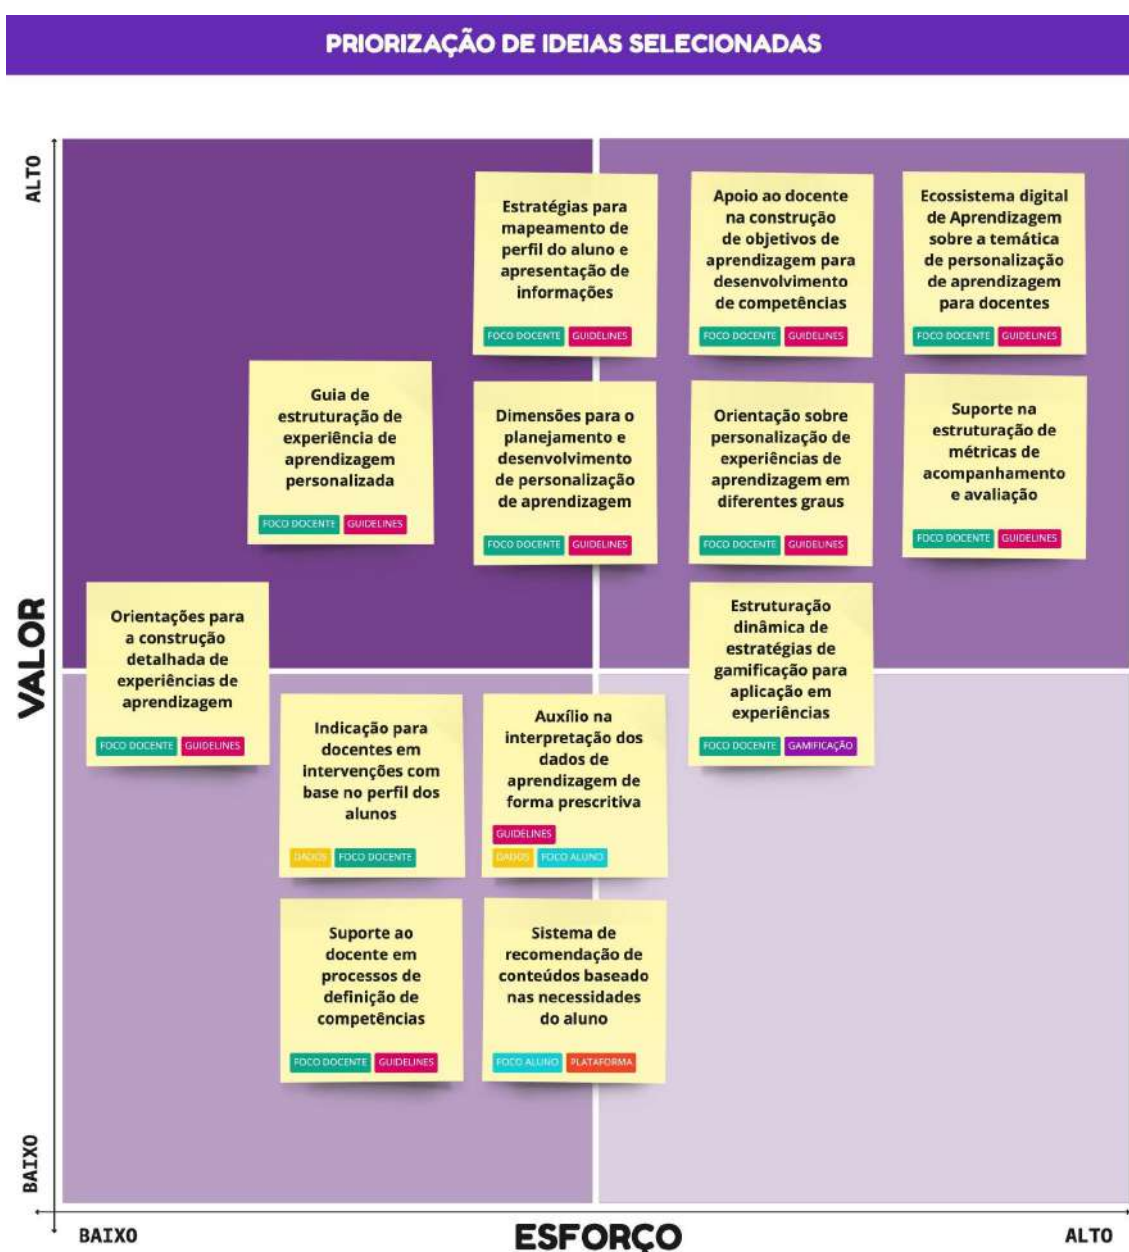 PRIORIZAÇÃO DE IDEIAS SELECIONADAS
ALTO
Estratégias para
mapeamento de
perfil do aluno e
apresentação de
informações
FOCO DOCENTE GUIDELINES
Apoio ao docente
na construção
de objetivos de
aprendizagem para
desenvolvimento
de competências
FOCO DOCENTE GUIDELINES
Ecossistema digital
de Aprendizagem
sobre a temática
de personalização
de aprendizagem
para docentes
FOCO DOCENTE GUIDELINES
Guia de
estruturação de
experiência de
aprendizagem
personalizada
FOCO DOCENTE GUIDELINES
Dimensões para o
planejamento e
desenvolvimento
de personalização
de aprendizagem
FOCO DOCENTE GUIDELINES
Orientação sobre
personalização de
experiências de
aprendizagem em
diferentes graus
FOCO DOCENTE GUIDELINES
Suporte na
estruturação de
métricas de
acompanhamento
e avaliação
FOCO DOCENTE GUIDELINES
VALOR
Orientações para
a construção
detalhada de
experiências de
aprendizagem
FOCO DOCENTE GUIDELINES
Estruturação
dinâmica de
estratégias de
gamificação para
aplicação em
experiências
FOCO DOCENTE GAMIFICAÇÃO
Indicação para
docentes em
intervenções com
base no perfil dos
alunos
DADOS FOCO DOCENTE
Auxílio na
interpretação dos
dados de
aprendizagem de
forma prescritiva
GUIDELINES
DADOS FOCO ALUNO
Suporte ao
docente em
processos de
definição de
competências
FOCO DOCENTE GUIDELINES
Sistema de
recomendação de
conteúdos baseado
nas necessidades
do aluno
FOCO ALUNO PLATAFORMA
BAIXO
BAIXO
ESFORÇO
ALTO